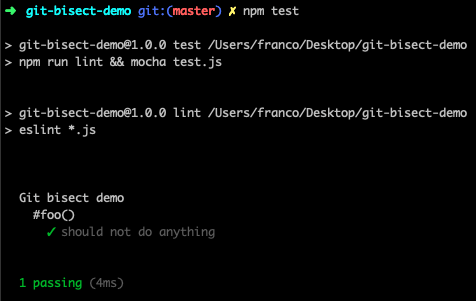 ➜ git-bisect-demo git:(master) ✗ npm test
> git-bisect-demo@1.0.0 test /Users/franco/Desktop/git-bisect-demo
> npm run lint && mocha test.js
> git-bisect-demo@1.0.0 lint /Users/franco/Desktop/git-bisect-demo
> eslint *.js
Git bisect demo
#foo()
✓ should not do anything
1 passing (4ms)